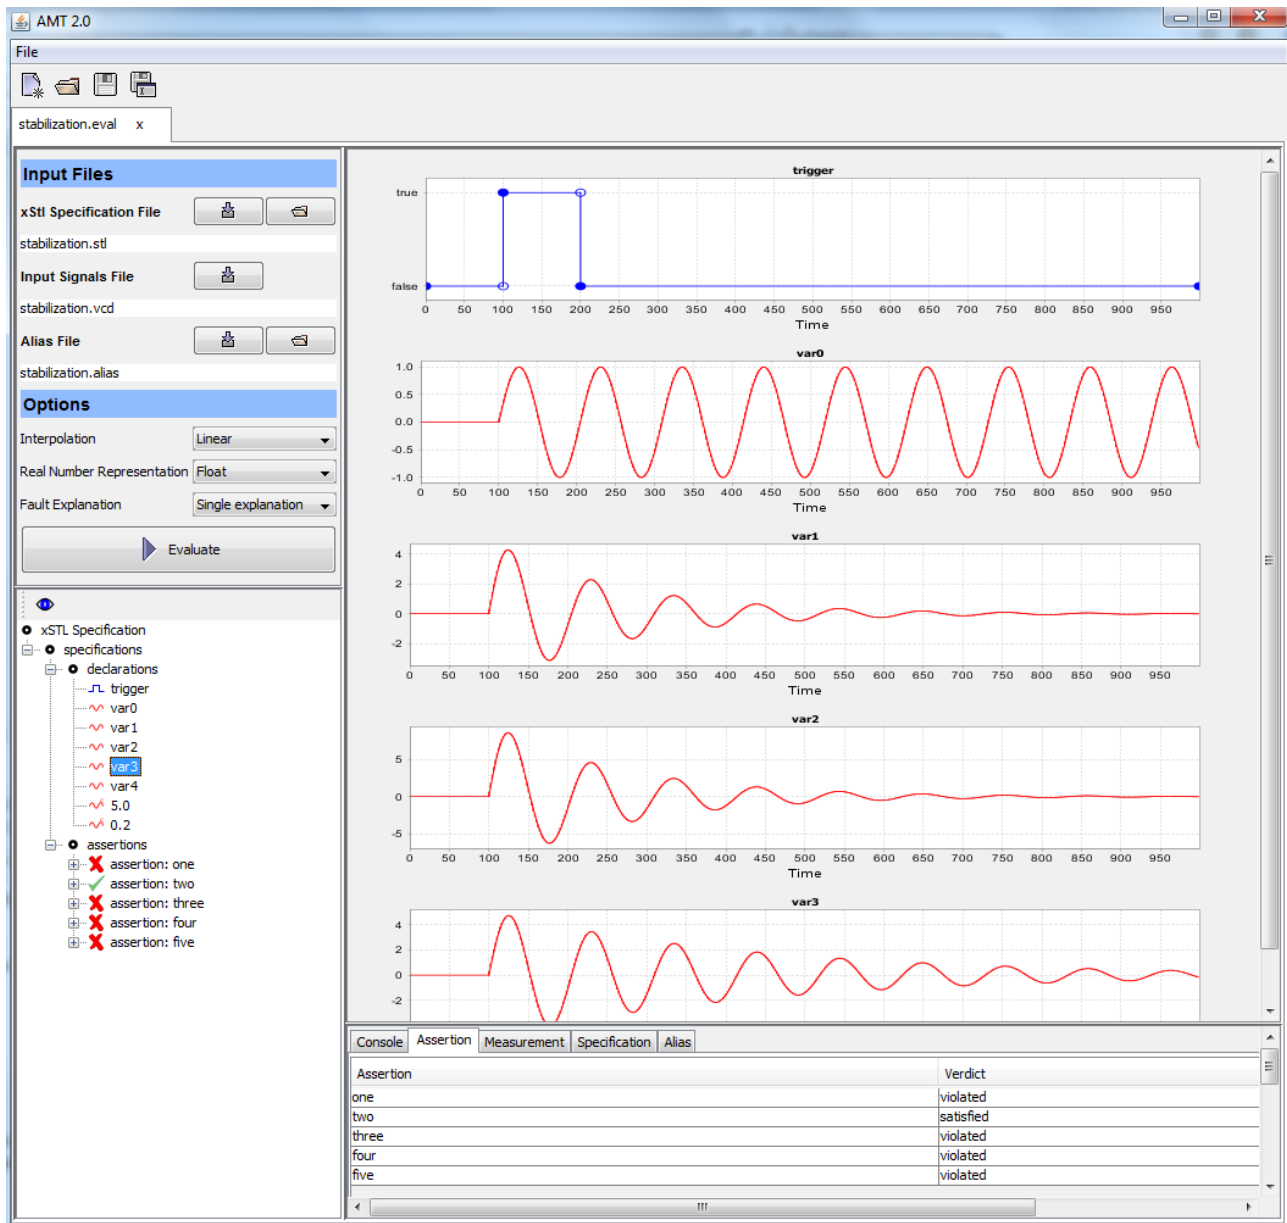 AMT 2.0
File
stabilization.eval x
Input Files
xStl Specification File
stabilization.stl
Input Signals File
stabilization.vcd
Alias File
stabilization.alias
Options
Interpolation Linear
Real Number Representation Float
Fault Explanation Single explanation
Evaluate
xSTL Specification
specifications
declarations
trigger
var0
var1
var2
var3
var4
5.0
0.2
assertions
assertion: one
assertion: two
assertion: three
assertion: four
assertion: five
trigger
true
false
0 50 100 150 200 250 300 350 400 450 500 550 600 650 700 750 800 850 900 950
Time
var0
1.0
0.5
0.0
-0.5
-1.0
0 50 100 150 200 250 300 350 400 450 500 550 600 650 700 750 800 850 900 950
Time
var1
4
2
0
-2
0 50 100 150 200 250 300 350 400 450 500 550 600 650 700 750 800 850 900 950
Time
var2
5
0
-5
0 50 100 150 200 250 300 350 400 450 500 550 600 650 700 750 800 850 900 950
Time
var3
4
2
0
-2
Console Assertion Measurement Specification Alias
Assertion Verdict
one violated
two satisfied
three violated
four violated
five violated